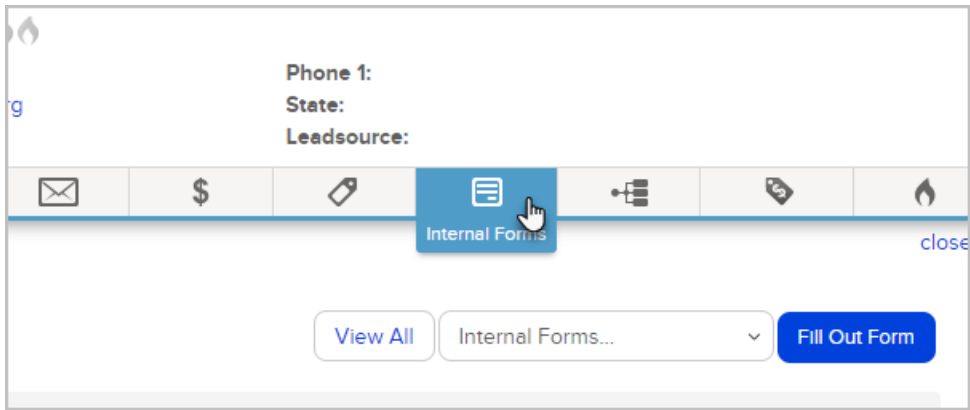 Phone 1:
rg
State:
Leadsource:
$
Internal Forms
close
View All
Internal Forms...
Fill Out Form